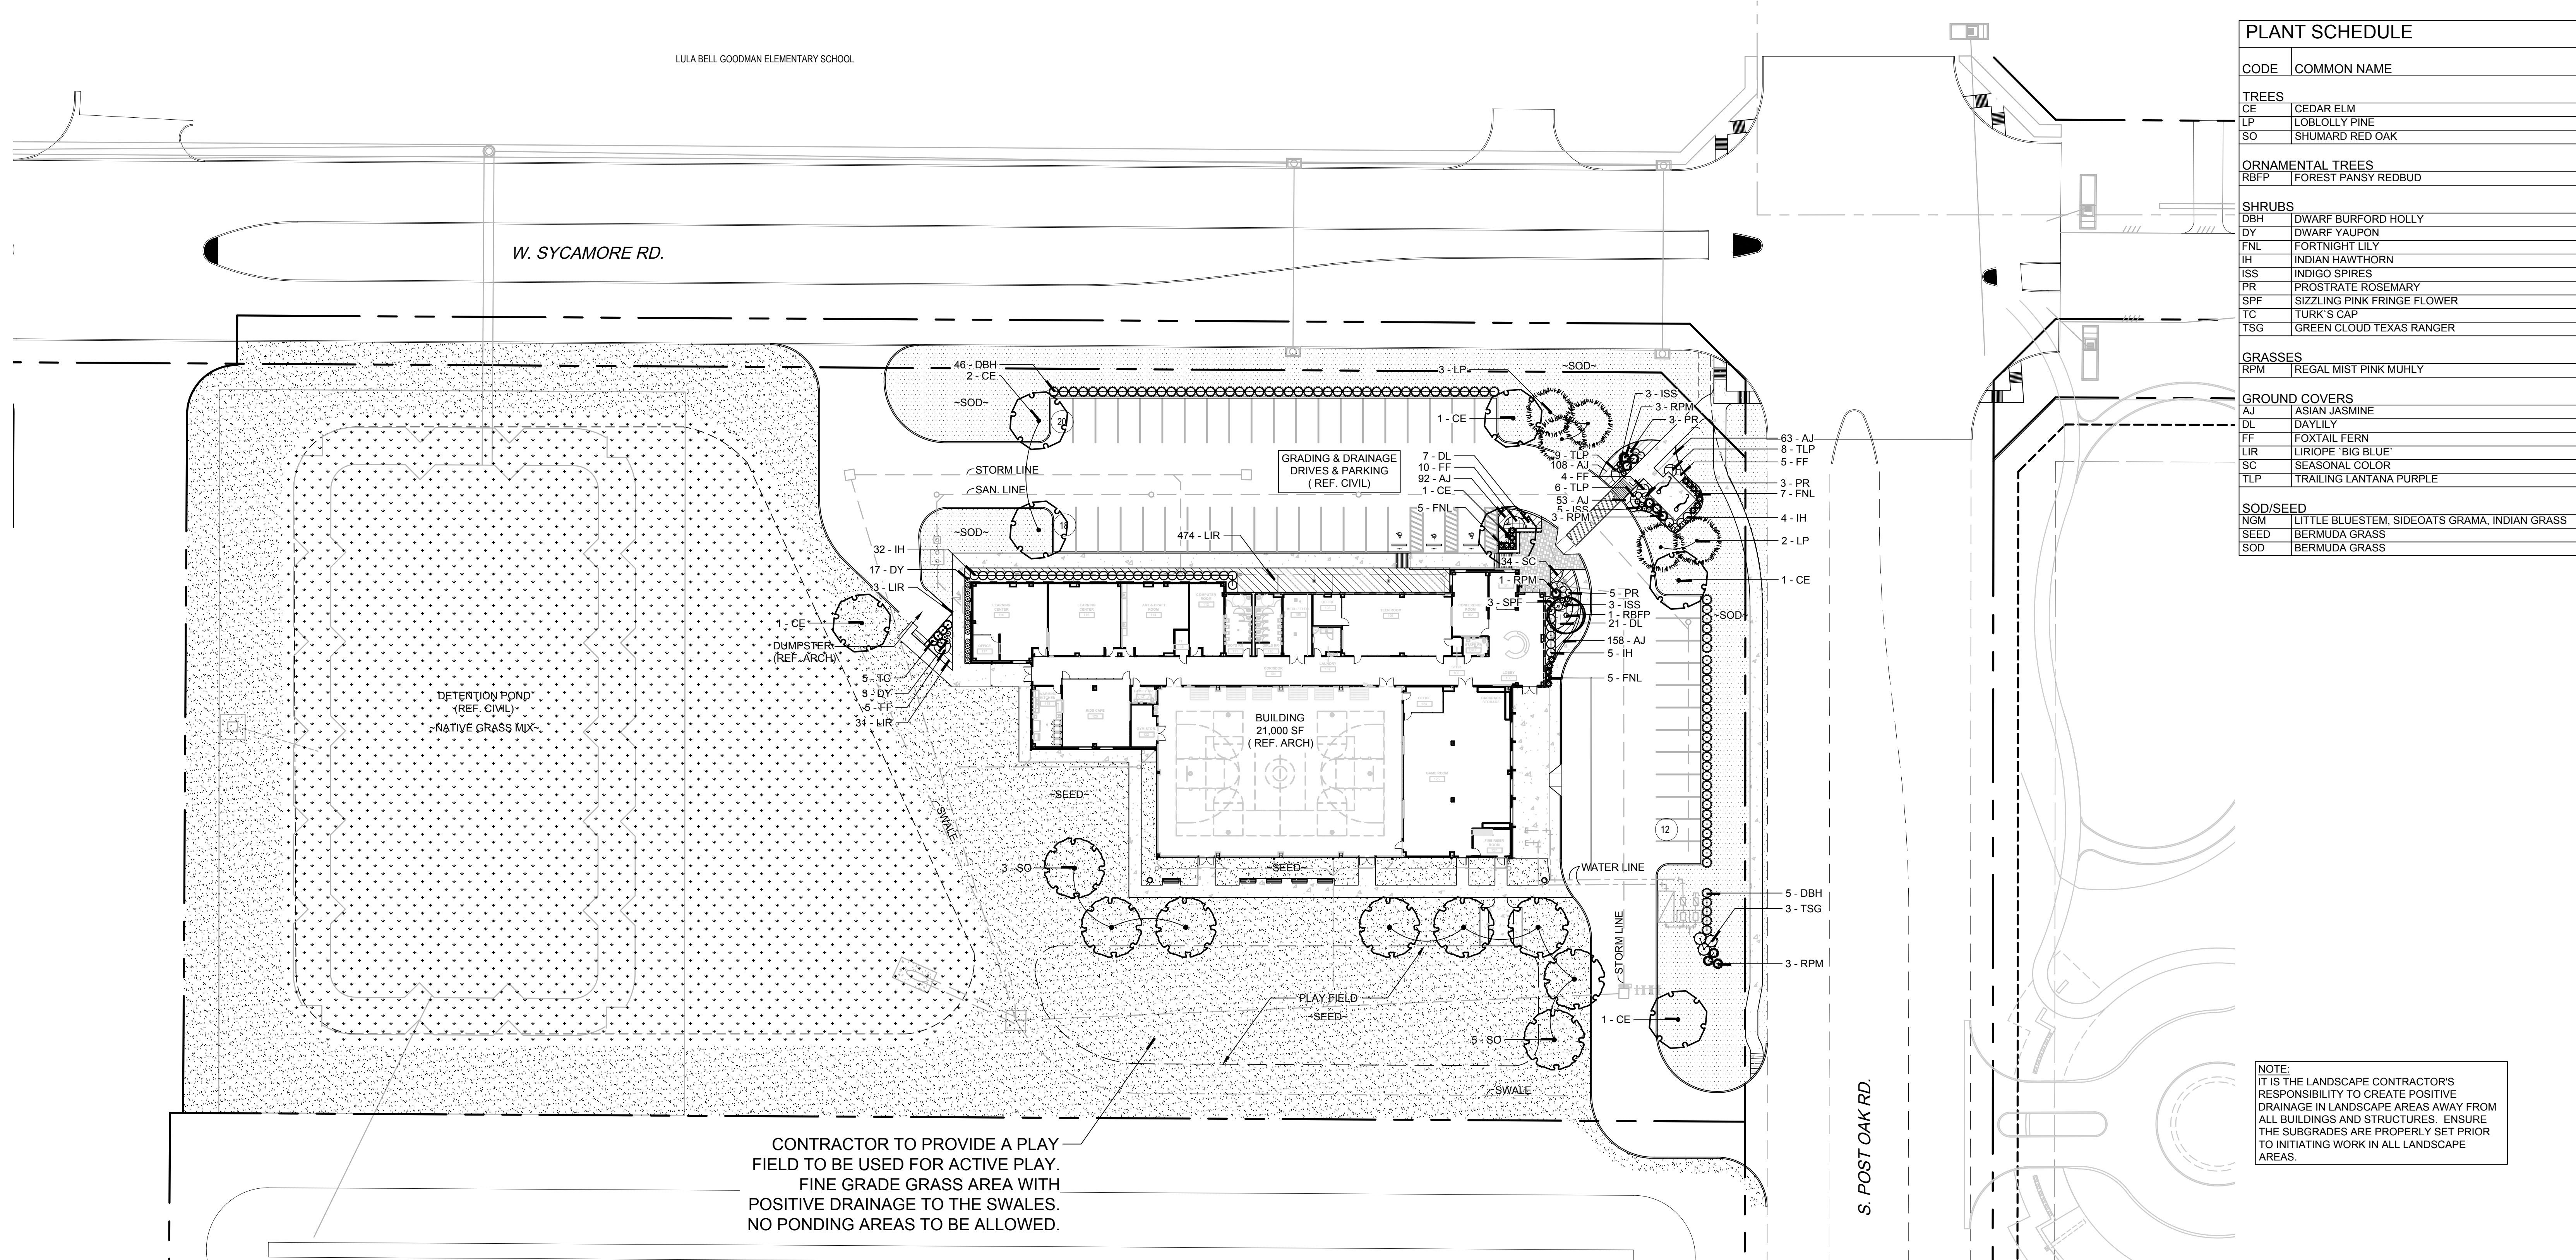 LULA BELL GOODMAN ELEMENTARY SCHOOL
W. SYCAMORE RD.
46 - DBH
2 - CE
~SOD~
20
STORM LINE
SAN. LINE
~SOD~
18
32 - IH
17 - DY
3 - LIR
1 - CE
DUMPSTER
(REF. ARCH)
5 - TC
3 - DY
5 - FF
31 - LIR
DETENTION POND
(REF. CIVIL)
~NATIVE GRASS MIX~
SWALE
3 - LP
~SOD~
1 - CE
GRADING & DRAINAGE
DRIVES & PARKING
( REF. CIVIL)
7 - DL
10 - FF
92 - AJ
1 - CE
5 - FNL
474 - LIR
3 - ISS
3 - RPM
3 - PR
9 - TLP
108 - AJ
4 - FF
6 - TLP
53 - AJ
5 - ISS
3 - RPM
63 - AJ
8 - TLP
5 - FF
3 - PR
7 - FNL
4 - IH
2 - LP
1 - CE
~SOD~
34 - SC
1 - RPM
3 - SPF
5 - PR
3 - ISS
1 - RBFP
21 - DL
158 - AJ
5 - IH
5 - FNL
BUILDING
21,000 SF
( REF. ARCH)
~SEED~
12
3 - SO
~SEED~
WATER LINE
STORM LINE
5 - DBH
3 - TSG
3 - RPM
PLAY FIELD
~SEED~
1 - CE
5 - SO
SWALE
S. POST OAK RD.
CONTRACTOR TO PROVIDE A PLAY
FIELD TO BE USED FOR ACTIVE PLAY.
FINE GRADE GRASS AREA WITH
POSITIVE DRAINAGE TO THE SWALES.
NO PONDING AREAS TO BE ALLOWED.
PLANT SCHEDULE
CODE COMMON NAME
TREES
CE CEDAR ELM
LP LOBLOLLY PINE
SO SHUMARD RED OAK
ORNAMENTAL TREES
RBFP FOREST PANSY REDBUD
SHRUBS
DBH DWARF BURFORD HOLLY
DY DWARF YAUPON
FNL FORTNIGHT LILY
IH INDIAN HAWTHORN
ISS INDIGO SPIRES
PR PROSTRATE ROSEMARY
SPF SIZZLING PINK FRINGE FLOWER
TC TURK`S CAP
TSG GREEN CLOUD TEXAS RANGER
GRASSES
RPM REGAL MIST PINK MUHLY
GROUND COVERS
AJ ASIAN JASMINE
DL DAYLILY
FF FOXTAIL FERN
LIR LIRIOPE `BIG BLUE`
SC SEASONAL COLOR
TLP TRAILING LANTANA PURPLE
SOD/SEED
NGM LITTLE BLUESTEM, SIDEOATS GRAMA, INDIAN GRASS
SEED BERMUDA GRASS
SOD BERMUDA GRASS
NOTE:
IT IS THE LANDSCAPE CONTRACTOR'S
RESPONSIBILITY TO CREATE POSITIVE
DRAINAGE IN LANDSCAPE AREAS AWAY FROM
ALL BUILDINGS AND STRUCTURES. ENSURE
THE SUBGRADES ARE PROPERLY SET PRIOR
TO INITIATING WORK IN ALL LANDSCAPE
AREAS.